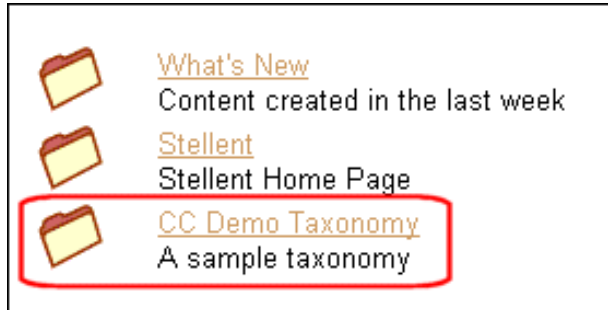 What's New
Content created in the last week
Stellent
Stellent Home Page
CC Demo Taxonomy
A sample taxonomy